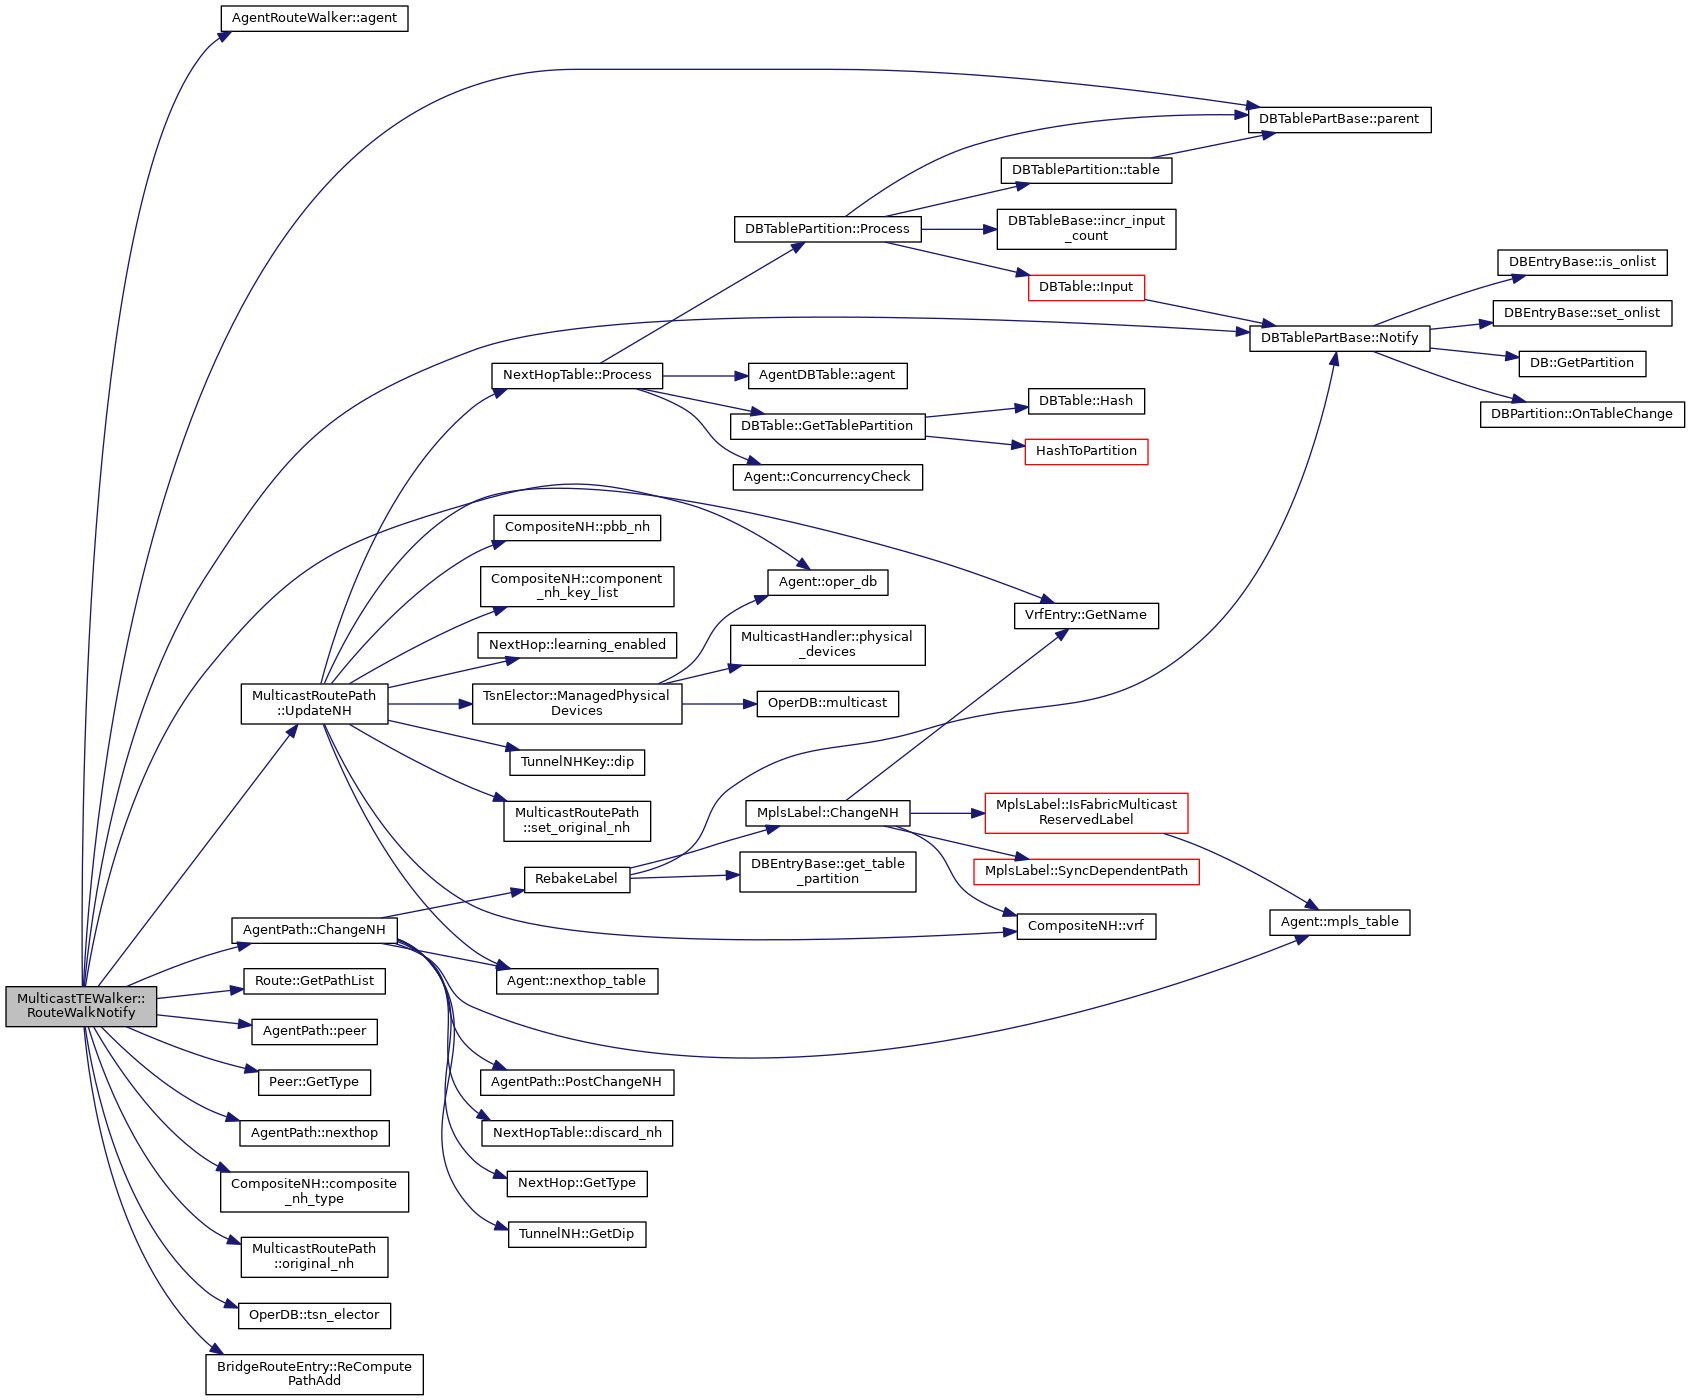 AgentRouteWalker::agent
DBTablePartBase::parent
DBTablePartition::table
DBTablePartition::Process
DBTableBase::incr_input
_count
DBEntryBase::is_onlist
DBTable::Input
DBEntryBase::set_onlist
DBTablePartBase::Notify
DB::GetPartition
NextHopTable::Process
AgentDBTable::agent
DBTable::Hash
DBPartition::OnTableChange
DBTable::GetTablePartition
HashToPartition
Agent::ConcurrencyCheck
CompositeNH::pbb_nh
CompositeNH::component
_nh_key_list
Agent::oper_db
VrfEntry::GetName
NextHop::learning_enabled
MulticastHandler::physical
_devices
MulticastRoutePath
::UpdateNH
TsnElector::ManagedPhysical
Devices
OperDB::multicast
TunnelNHKey::dip
MulticastRoutePath
::set_original_nh
MplsLabel::ChangeNH
MplsLabel::IsFabricMulticast
ReservedLabel
RebakeLabel
DBEntryBase::get_table
_partition
MplsLabel::SyncDependentPath
AgentPath::ChangeNH
CompositeNH::vrf
Agent::mpls_table
MulticastTEWalker::
RouteWalkNotify
Route::GetPathList
Agent::nexthop_table
AgentPath::peer
Peer::GetType
AgentPath::PostChangeNH
AgentPath::nexthop
NextHopTable::discard_nh
CompositeNH::composite
_nh_type
NextHop::GetType
MulticastRoutePath
::original_nh
TunnelNH::GetDip
OperDB::tsn_elector
BridgeRouteEntry::ReCompute
PathAdd